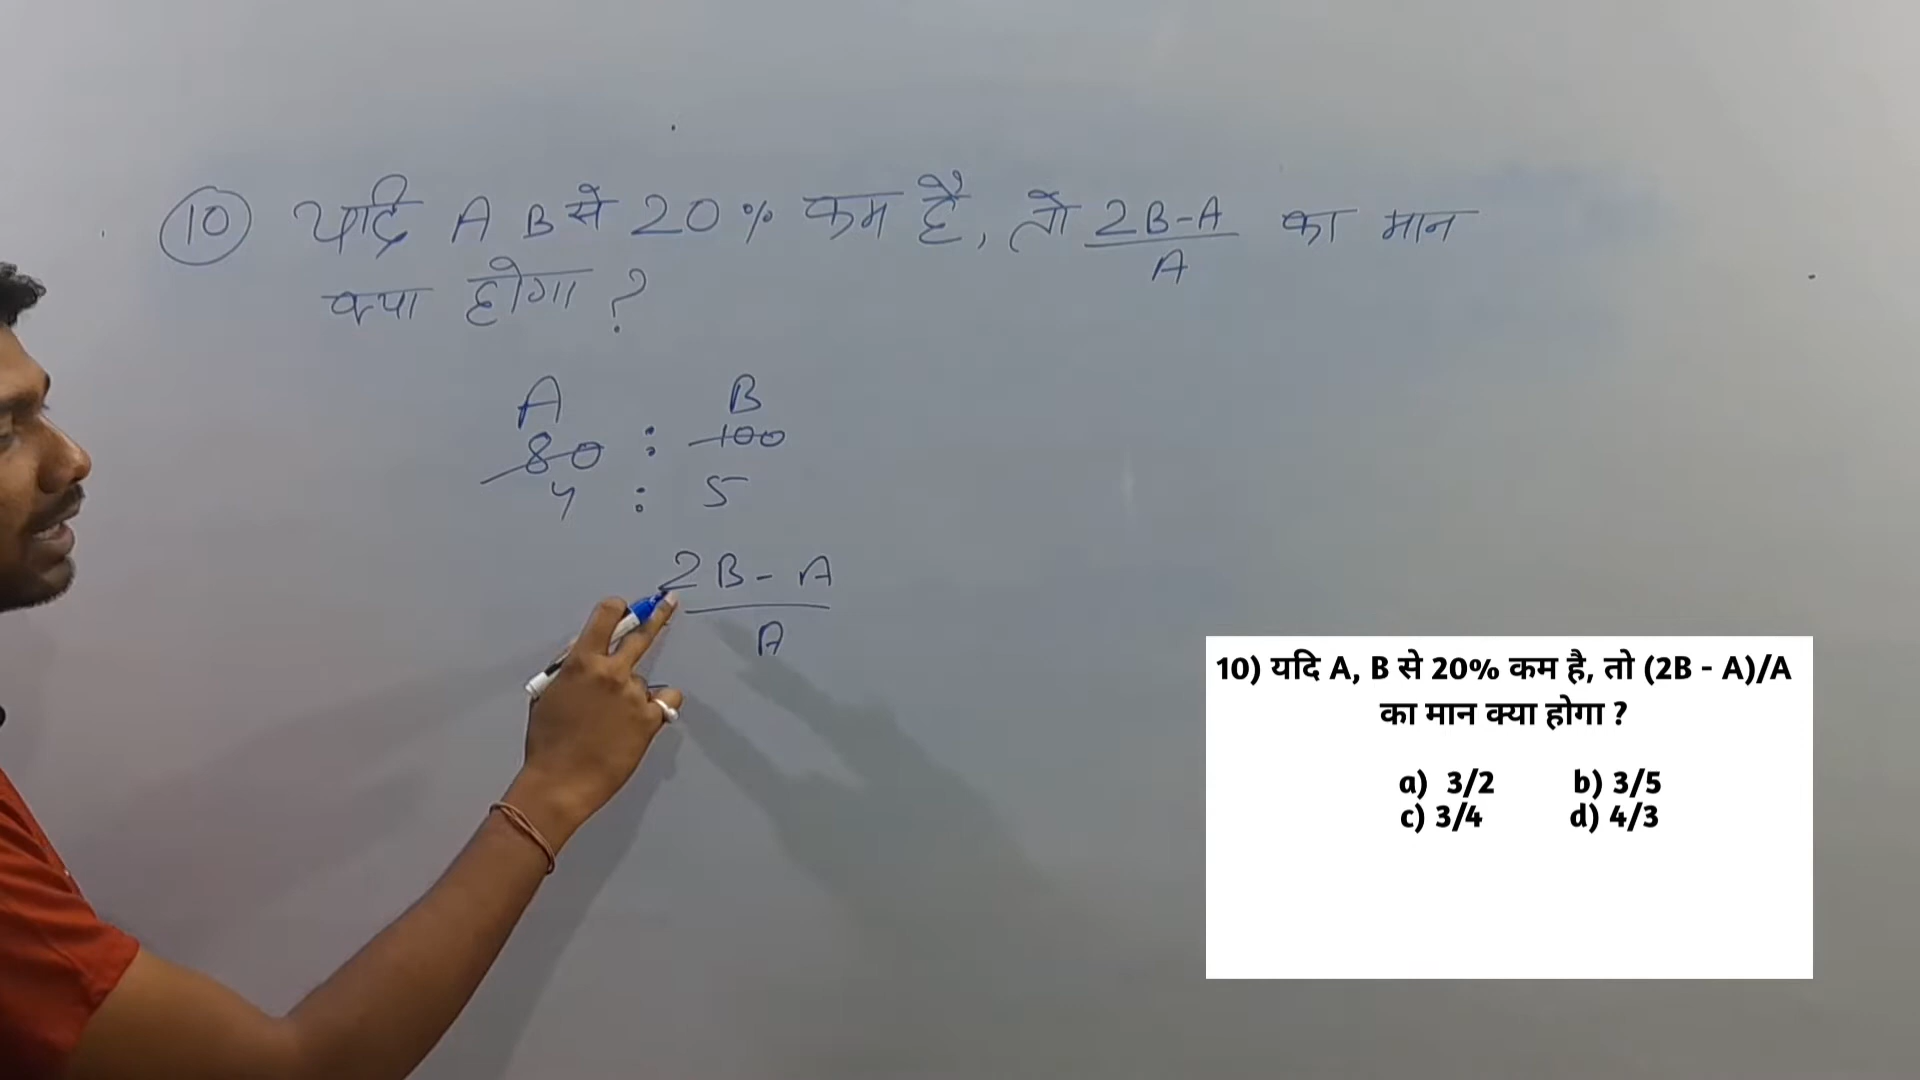 10 यदि A B से 20% कम है, तो 2B-A/A का मान
क्या होगा ?
A B
80 : 100
4 : 5
2B - A
A
10) यदि A, B से 20% कम है, तो (2B - A)/A
का मान क्या होगा ?
a) 3/2 b) 3/5
c) 3/4 d) 4/3